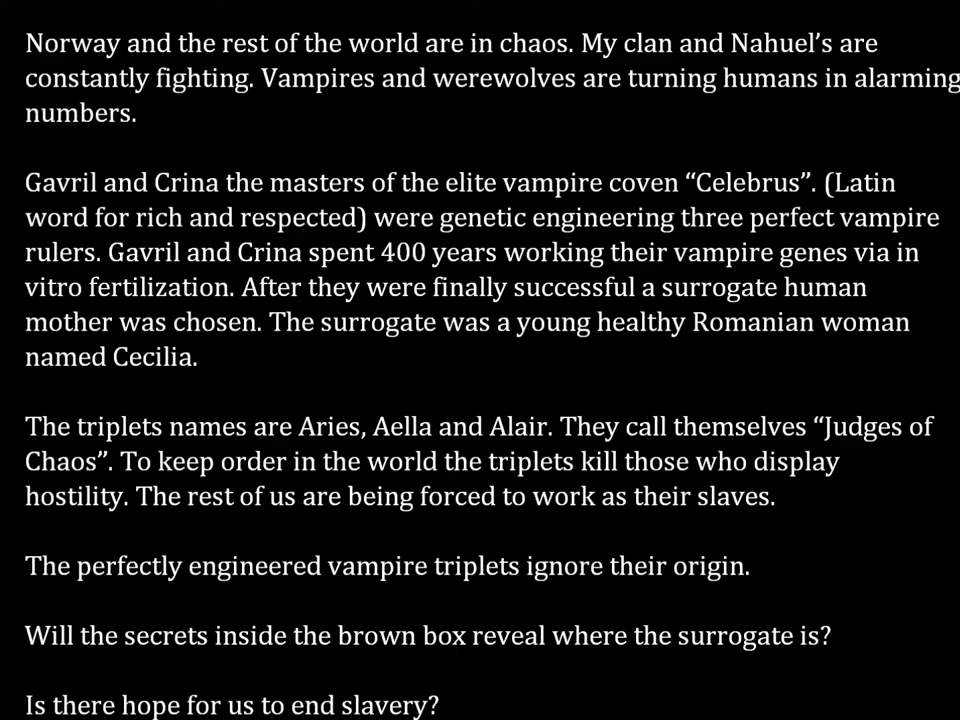 Norway and the rest of the world are in chaos. My clan and Nahuel’s are
constantly fighting. Vampires and werewolves are turning humans in alarming
numbers.
Gavril and Crina the masters of the elite vampire coven “Celebrus”. (Latin
word for rich and respected) were genetic engineering three perfect vampire
rulers. Gavril and Crina spent 400 years working their vampire genes via in
vitro fertilization. After they were finally successful a surrogate human
mother was chosen. The surrogate was a young healthy Romanian woman
named Cecilia.
The triplets names are Aries, Aella and Alair. They call themselves “Judges of
Chaos”. To keep order in the world the triplets kill those who display
hostility. The rest of us are being forced to work as their slaves.
The perfectly engineered vampire triplets ignore their origin.
Will the secrets inside the brown box reveal where the surrogate is?
Is there hope for us to end slavery?